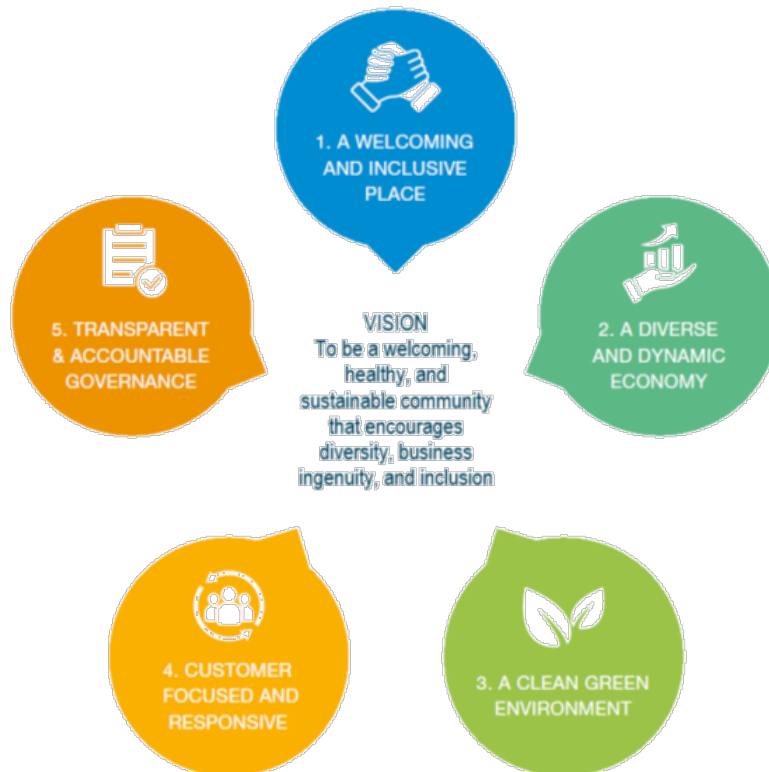 1. A WELCOMING
AND INCLUSIVE
PLACE
2. A DIVERSE
AND DYNAMIC
ECONOMY
3. A CLEAN GREEN
ENVIRONMENT
4. CUSTOMER
FOCUSED AND
RESPONSIVE
5. TRANSPARENT
& ACCOUNTABLE
GOVERNANCE
VISION
To be a welcoming,
healthy, and
sustainable community
that encourages
diversity, business
ingenuity, and inclusion